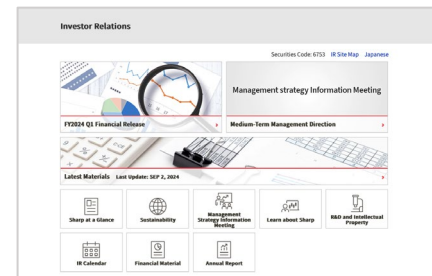 Investor Relations
Securities Code: 6753 IR Site Map Japanese
Management strategy Information Meeting
FY2024 Q1 Financial Release
Medium-Term Management Direction
Latest Materials Last Update: SEP 2, 2024
Sharp at a Glance
Sustainability
Management
Strategy Information
Meeting
Learn about Sharp
R&D and Intellectual
Property
IR Calendar
Financial Material
Annual Report